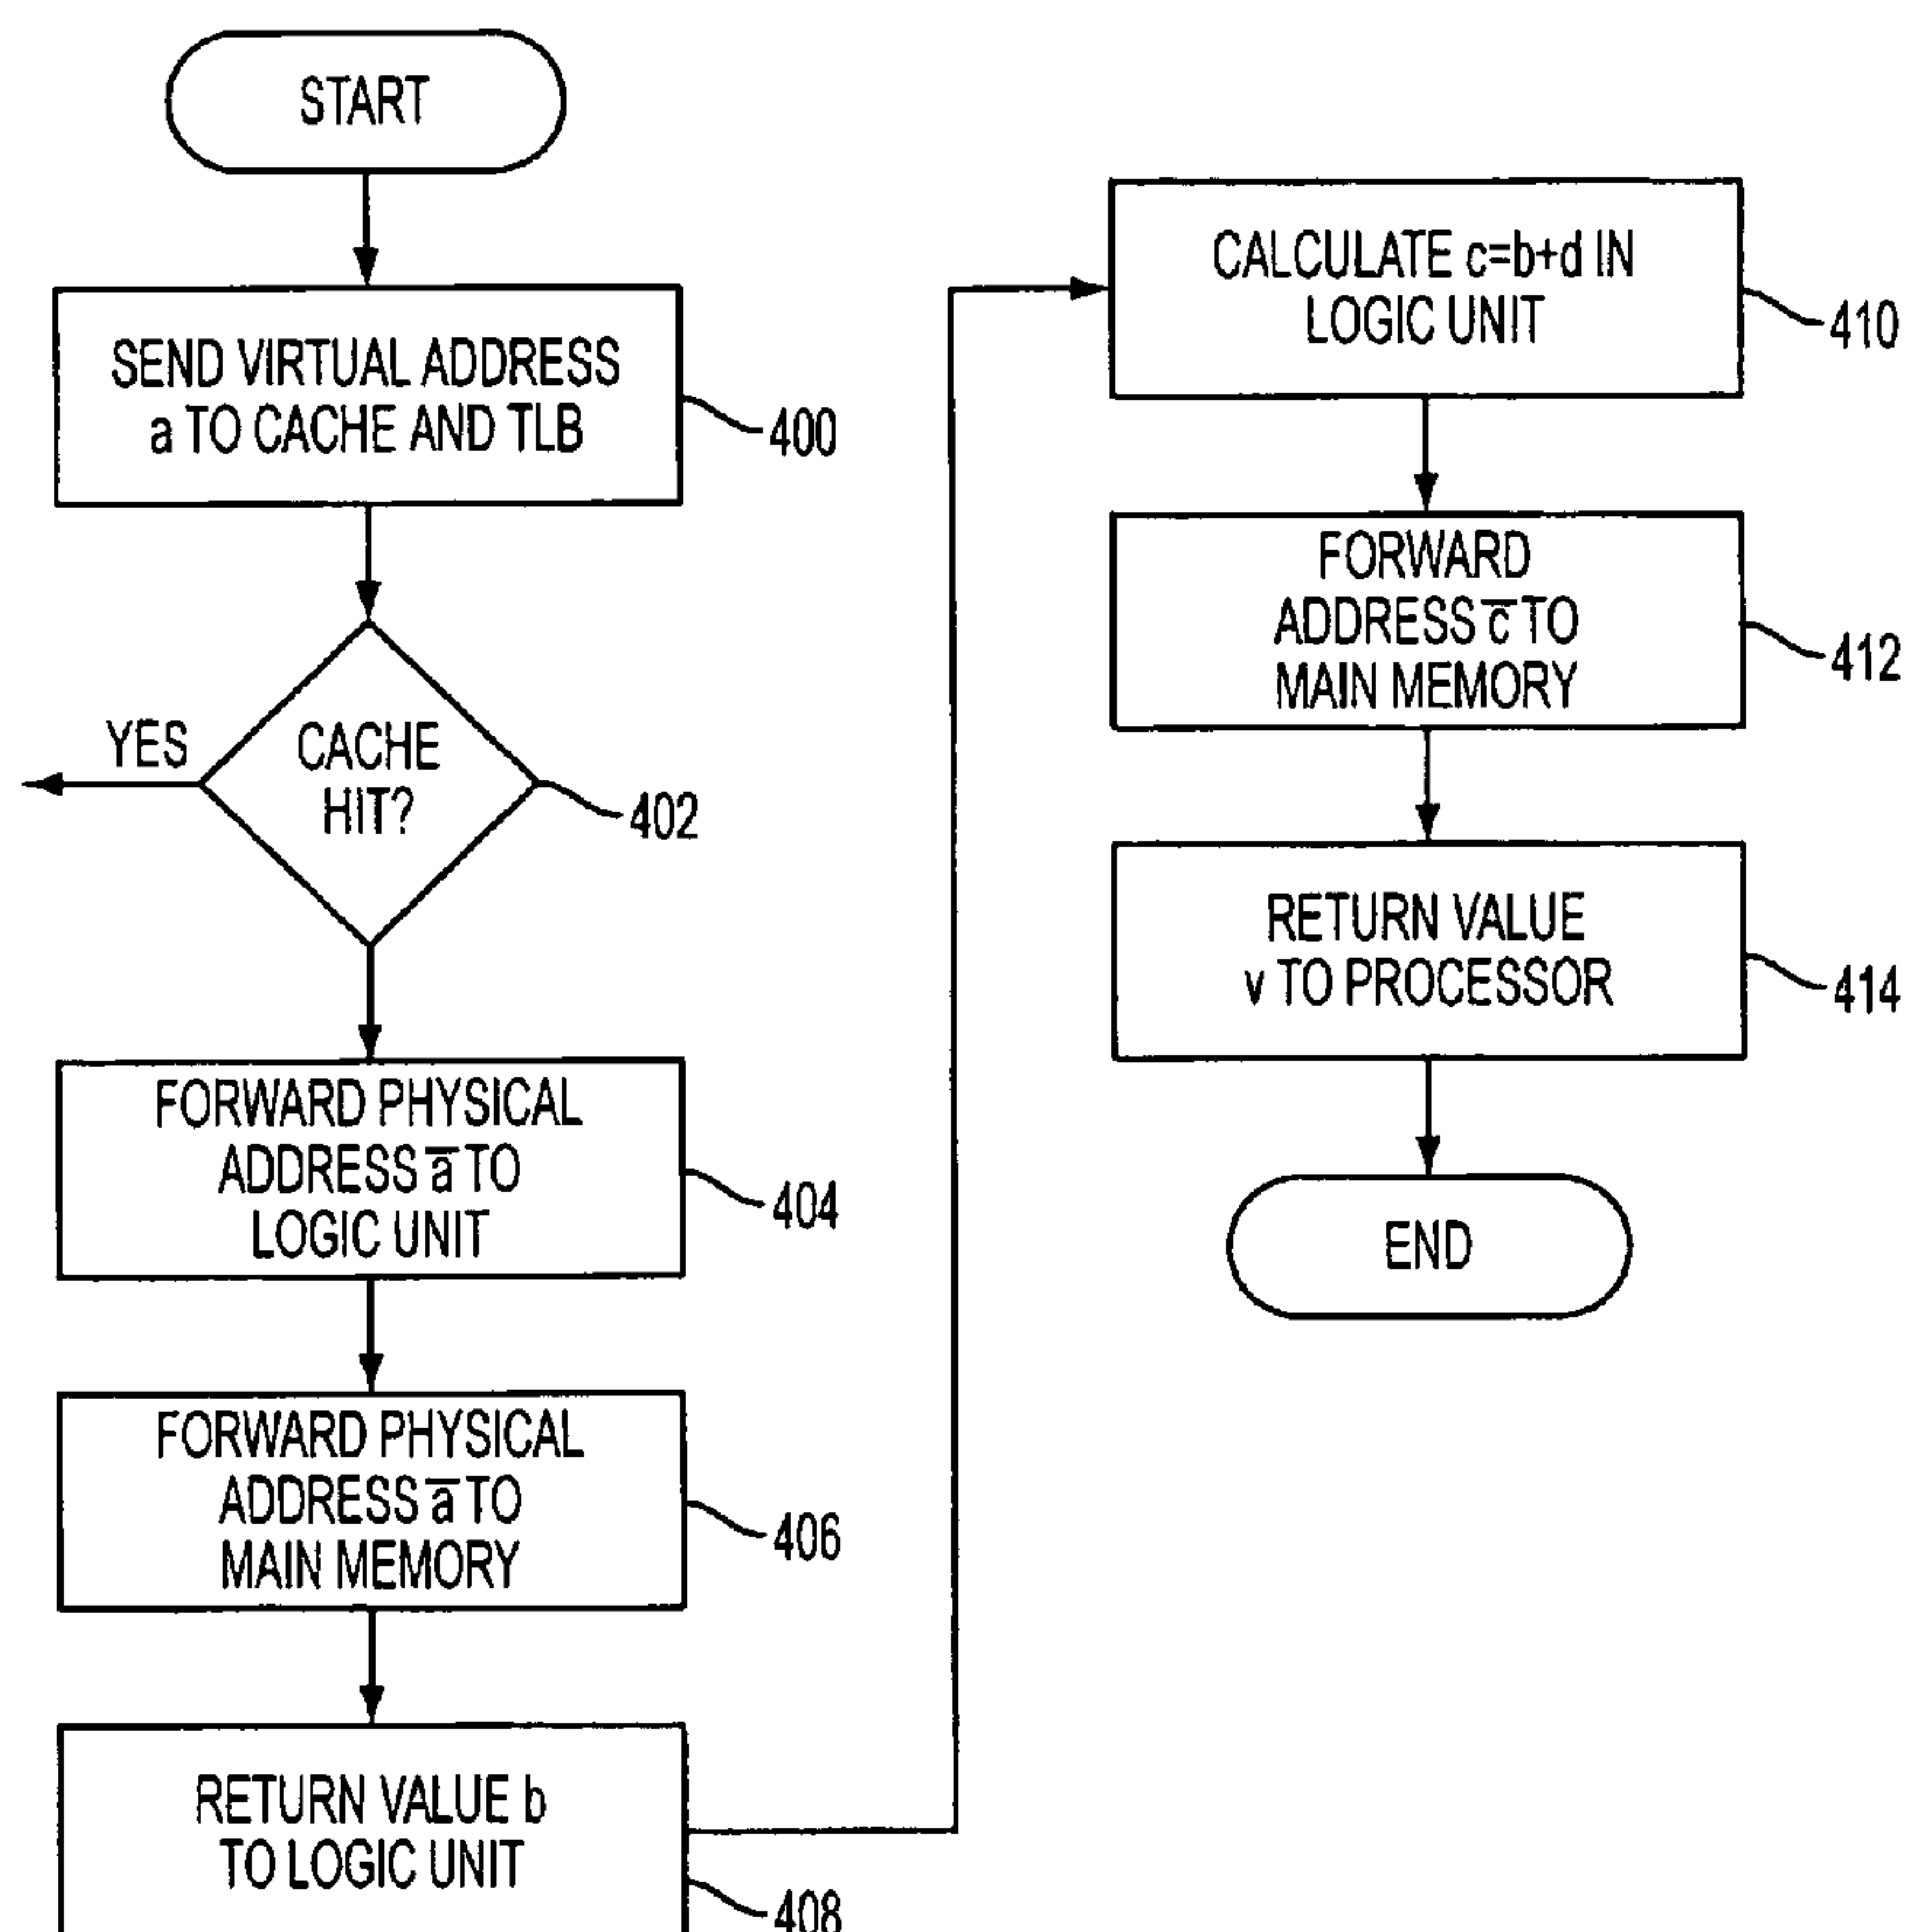 START
SEND VIRTUAL ADDRESS
a TO CACHE AND TLB
400
CACHE
HIT?
YES
402
FORWARD PHYSICAL
ADDRESS a̅ TO
LOGIC UNIT
404
FORWARD PHYSICAL
ADDRESS a̅ TO
MAIN MEMORY
406
RETURN VALUE b
TO LOGIC UNIT
408
CALCULATE c=b+d IN
LOGIC UNIT
410
FORWARD
ADDRESS c̅ TO
MAIN MEMORY
412
RETURN VALUE
v TO PROCESSOR
414
END